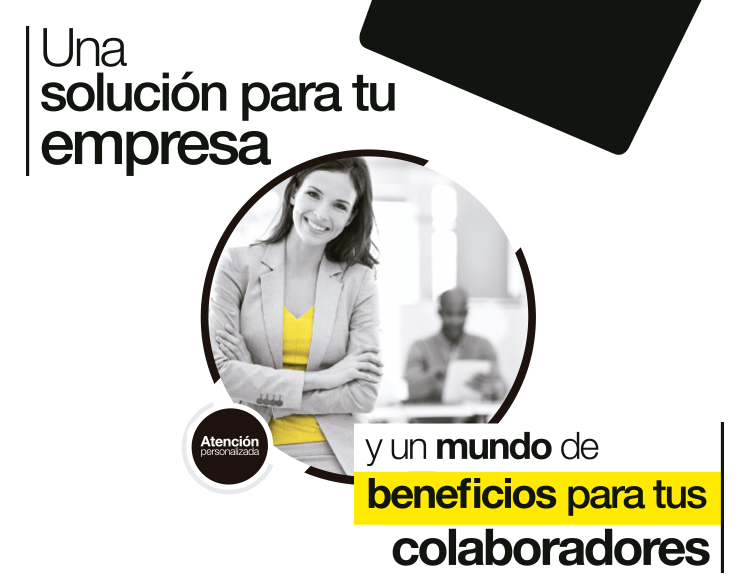 Una
solución para tu
empresa
Atención
personalizada
y un mundo de
beneficios para tus
colaboradores